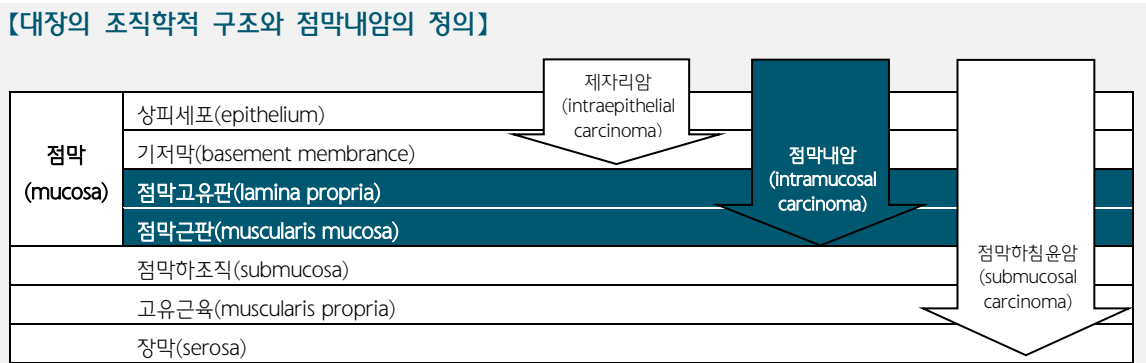 【대장의 조직학적 구조와 점막내암의 정의】
제자리암
(intraepithelial
carcinoma)
점막내암
(intramucosal
carcinoma)
점막하침윤암
(submucosal
carcinoma)
점막
(mucosa)
상피세포(epithelium)
기저막(basement membrance)
점막고유판(lamina propria)
점막근판(muscularis mucosa)
점막하조직(submucosa)
고유근육(muscularis propria)
장막(serosa)